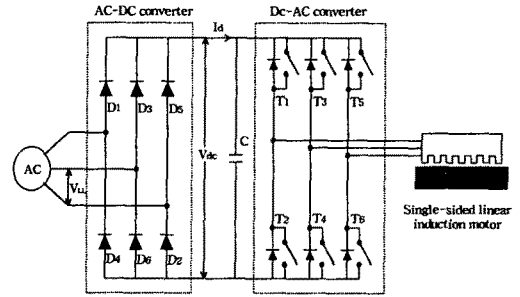 AC-DC converter
Dc-AC converter
Id
D1
D3
D5
T1
T3
T5
AC
VLL
Vdc
C
D4
D6
D2
T2
T4
T6
Single-sided linear
induction motor